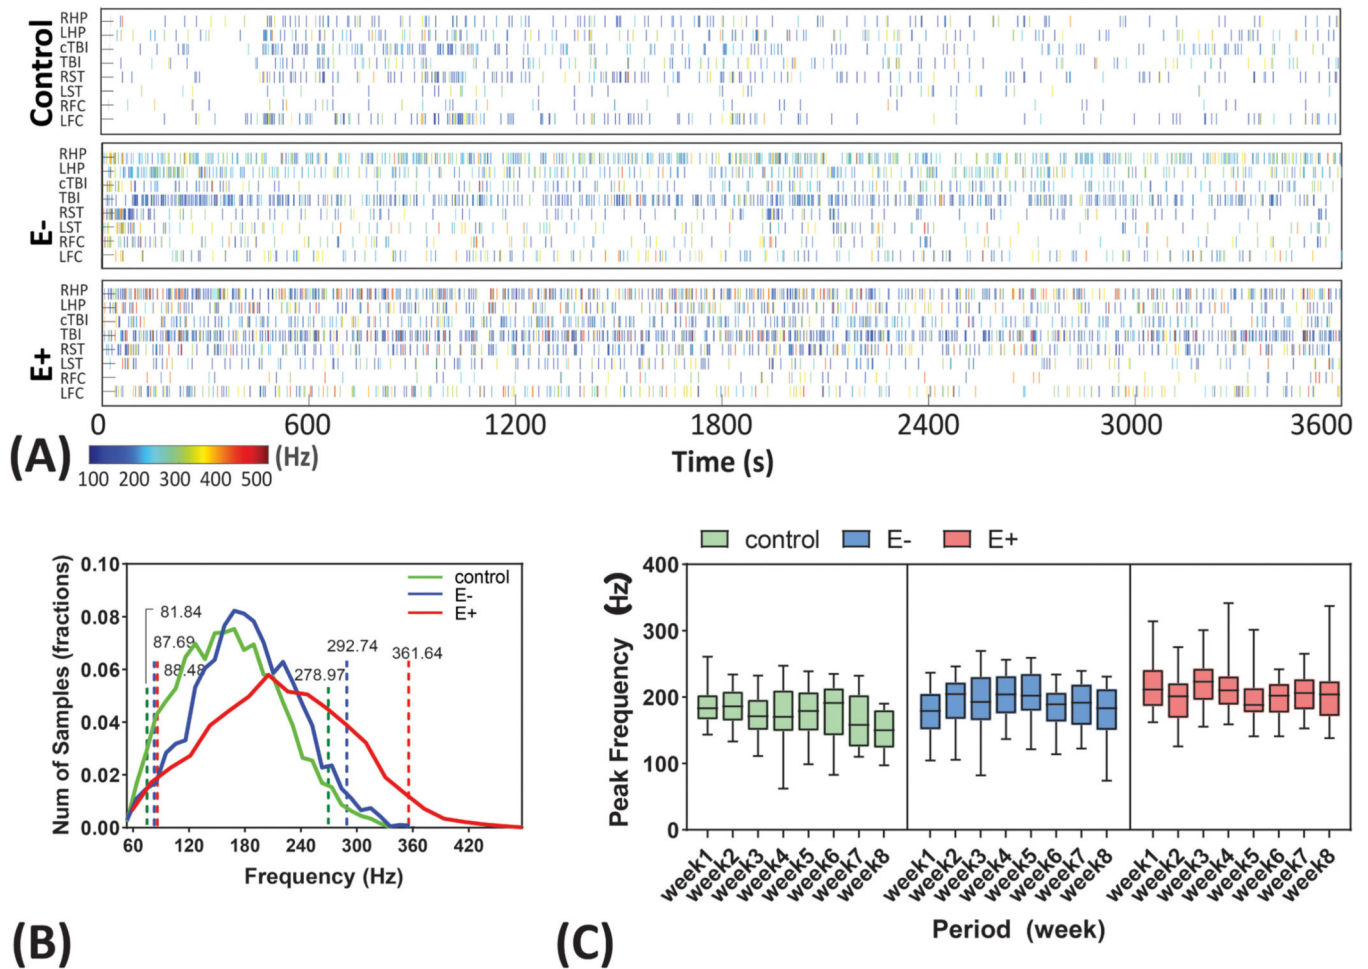 Control
RHP
LHP
cTBI
TBI
RST
LST
RFC
LFC
E-
RHP
LHP
cTBI
TBI
RST
LST
RFC
LFC
E+
RHP
LHP
cTBI
TBI
RST
LST
RFC
LFC
0 600 1200 1800 2400 3000 3600
Time (s)
(A)
(Hz)
100 200 300 400 500
Num of Samples (fractions)
0.10
0.08
0.06
0.04
0.02
0.00
control
E-
E+
81.84
87.69
88.48
278.97
292.74
361.64
60 120 180 240 300 360 420
Frequency (Hz)
(B)
control E- E+
Peak Frequency (Hz)
400
300
200
100
0
week1 week2 week3 week4 week5 week6 week7 week8 week1 week2 week3 week4 week5 week6 week7 week8 week1 week2 week3 week4 week5 week6 week7 week8
Period (week)
(C)